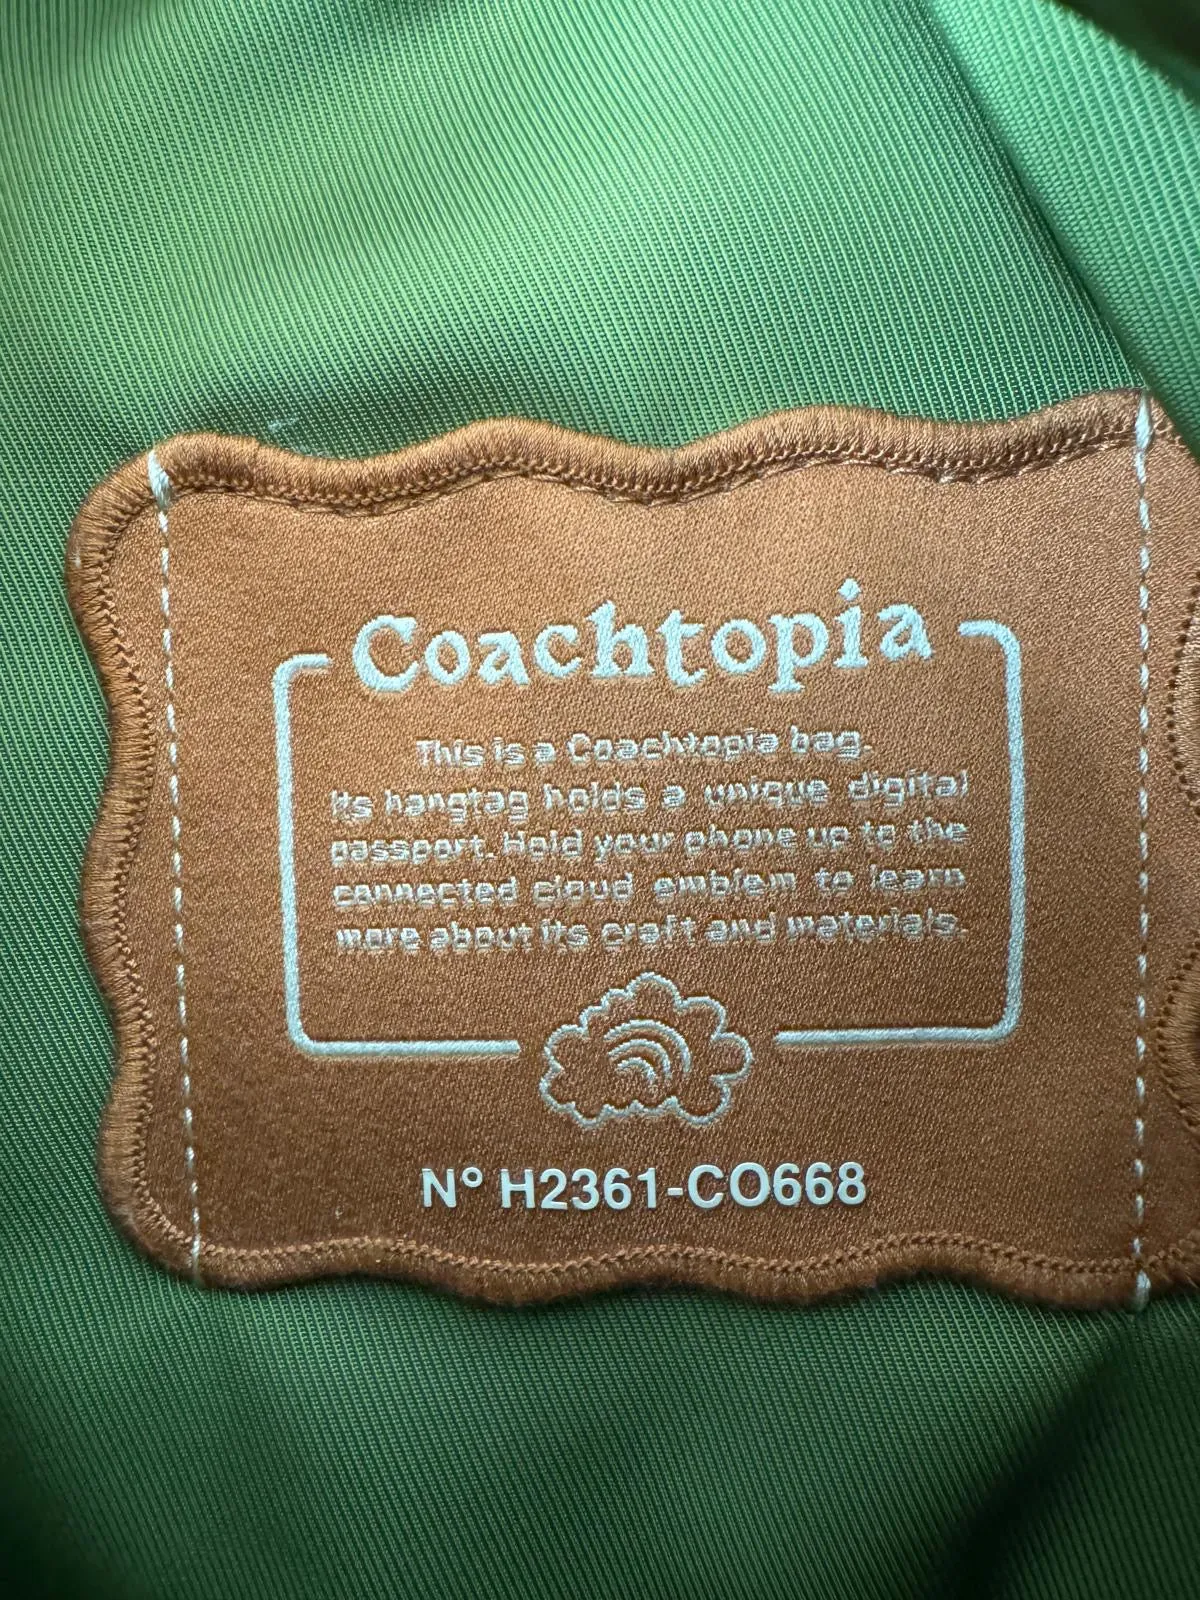 Coachtopia
This is a Coachtopia bag.
Its hangtag holds a unique digital
passport. Hold your phone up to the
connected cloud emblem to learn
more about its craft and materials.
N° H2361-CO668